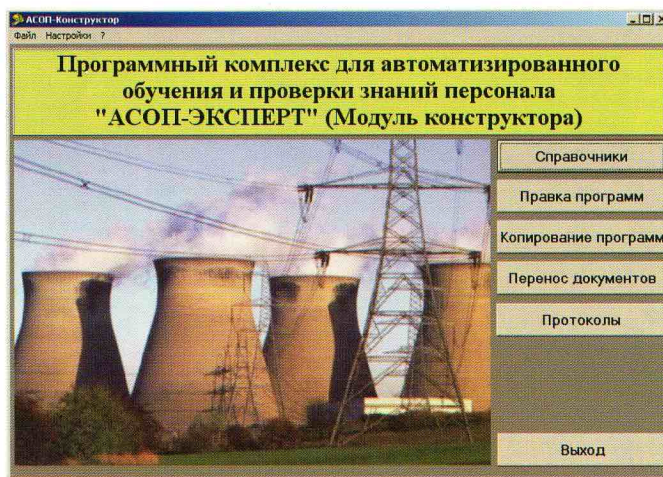 АСОП-Конструктор
Файл Настройки ?
Программный комплекс для автоматизированного
обучения и проверки знаний персонала
"АСОП-ЭКСПЕРТ" (Модуль конструктора)
Справочники
Правка программ
Копирование программ
Перенос документов
Протоколы
Выход